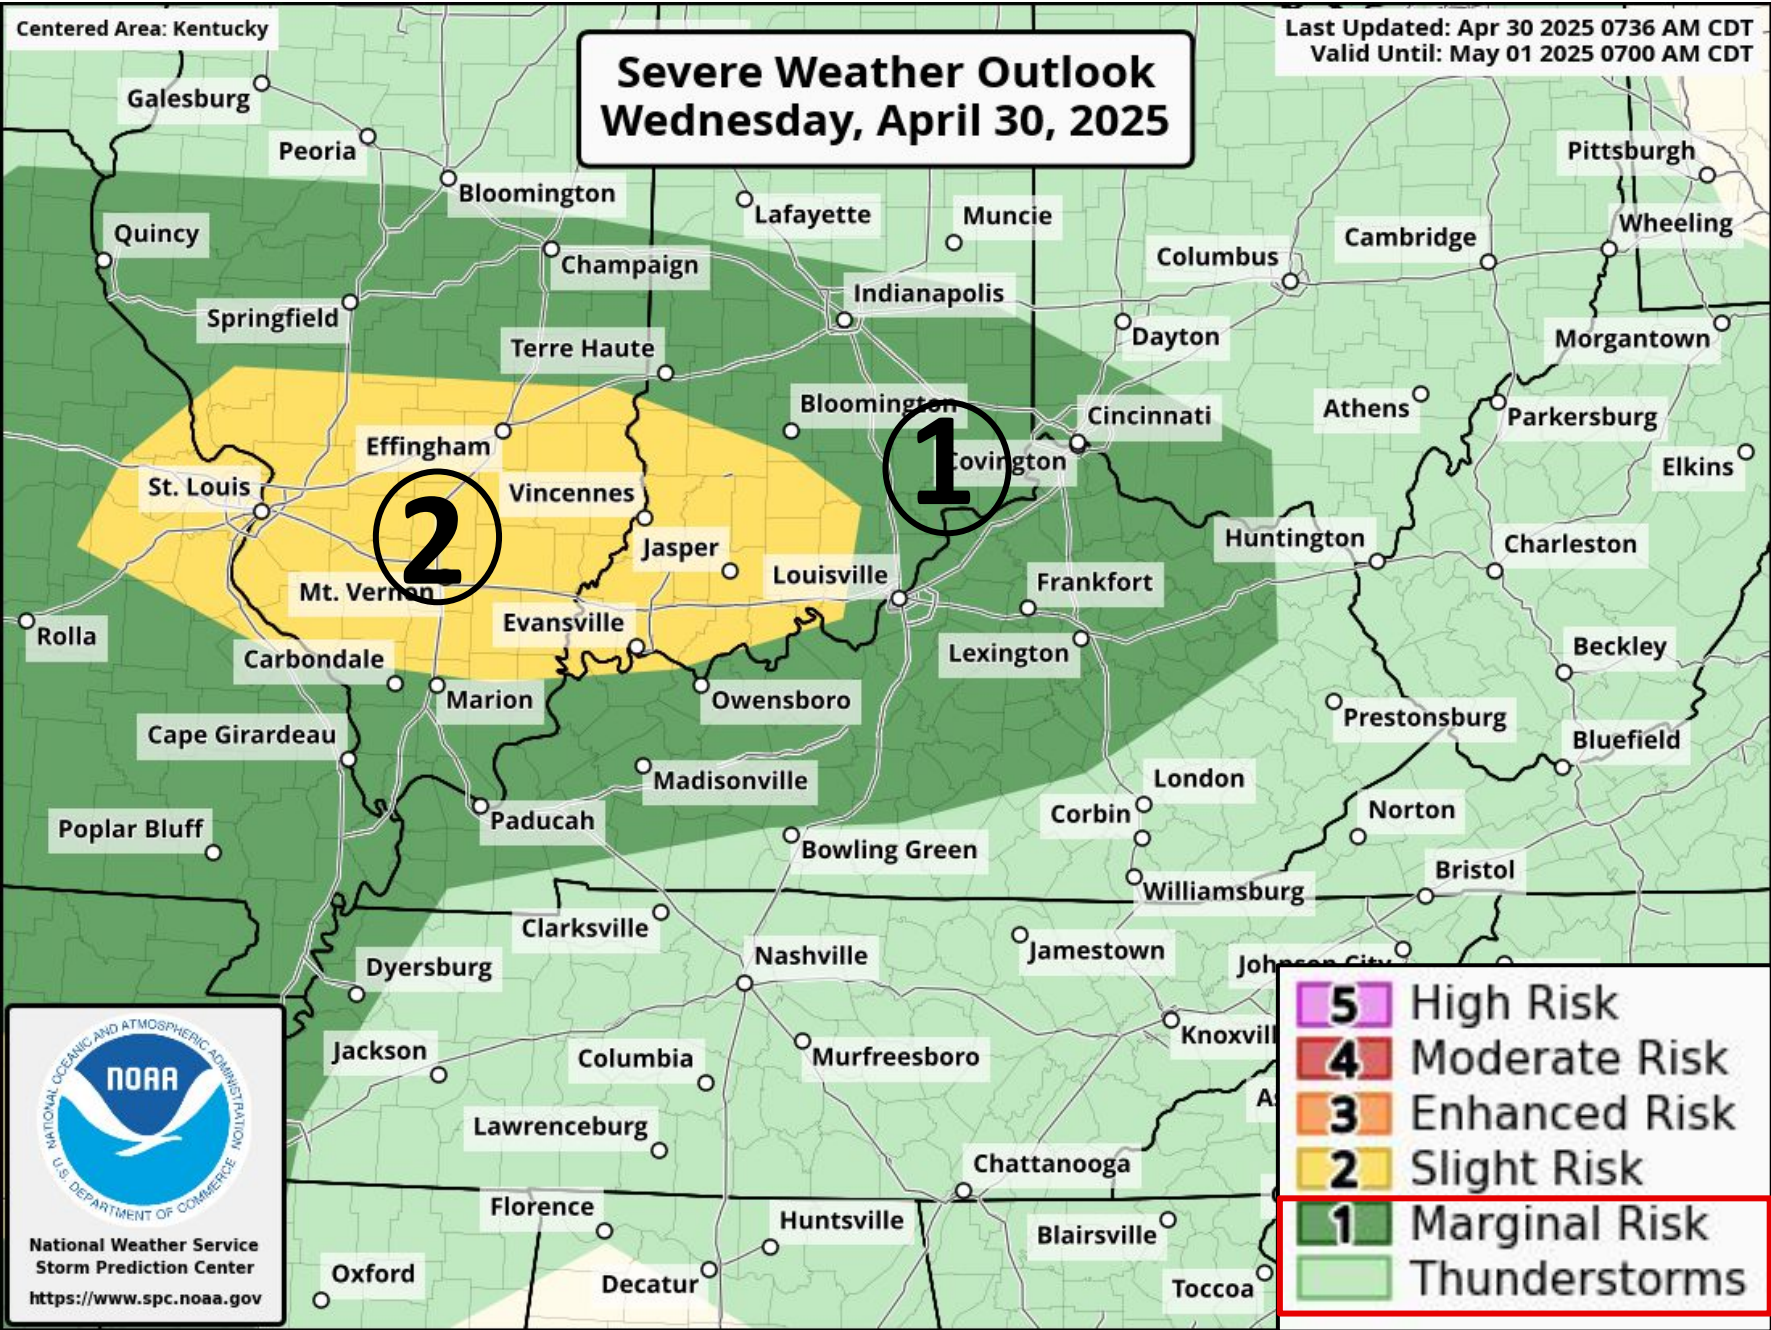 Centered Area: Kentucky
Severe Weather Outlook
Wednesday, April 30, 2025
Last Updated: Apr 30 2025 0736 AM CDT
Valid Until: May 01 2025 0700 AM CDT
Galesburg
Peoria
Bloomington
Pittsburgh
Quincy
Lafayette
Muncie
Wheeling
Cambridge
Columbus
Champaign
Indianapolis
Springfield
Dayton
Morgantown
Terre Haute
Bloomington
Cincinnati
Athens
Parkersburg
Effingham
1
Covington
Elkins
St. Louis
Vincennes
2
Jasper
Huntington
Charleston
Louisville
Frankfort
Mt. Vernon
Evansville
Rolla
Lexington
Beckley
Carbondale
Marion
Owensboro
Prestonsburg
Cape Girardeau
Bluefield
Madisonville
London
Corbin
Norton
Poplar Bluff
Paducah
Bowling Green
Bristol
Williamsburg
Clarksville
Nashville
Jamestown
Johnson City
Dyersburg
Knoxvill
Jackson
Columbia
Murfreesboro
Lawrenceburg
Chattanooga
Florence
Huntsville
Blairsville
Oxford
Decatur
Toccoa
5 High Risk
4 Moderate Risk
3 Enhanced Risk
2 Slight Risk
1 Marginal Risk
Thunderstorms
NATIONAL OCEANIC AND ATMOSPHERIC ADMINISTRATION
NOAA
U.S. DEPARTMENT OF COMMERCE
National Weather Service
Storm Prediction Center
https://www.spc.noaa.gov